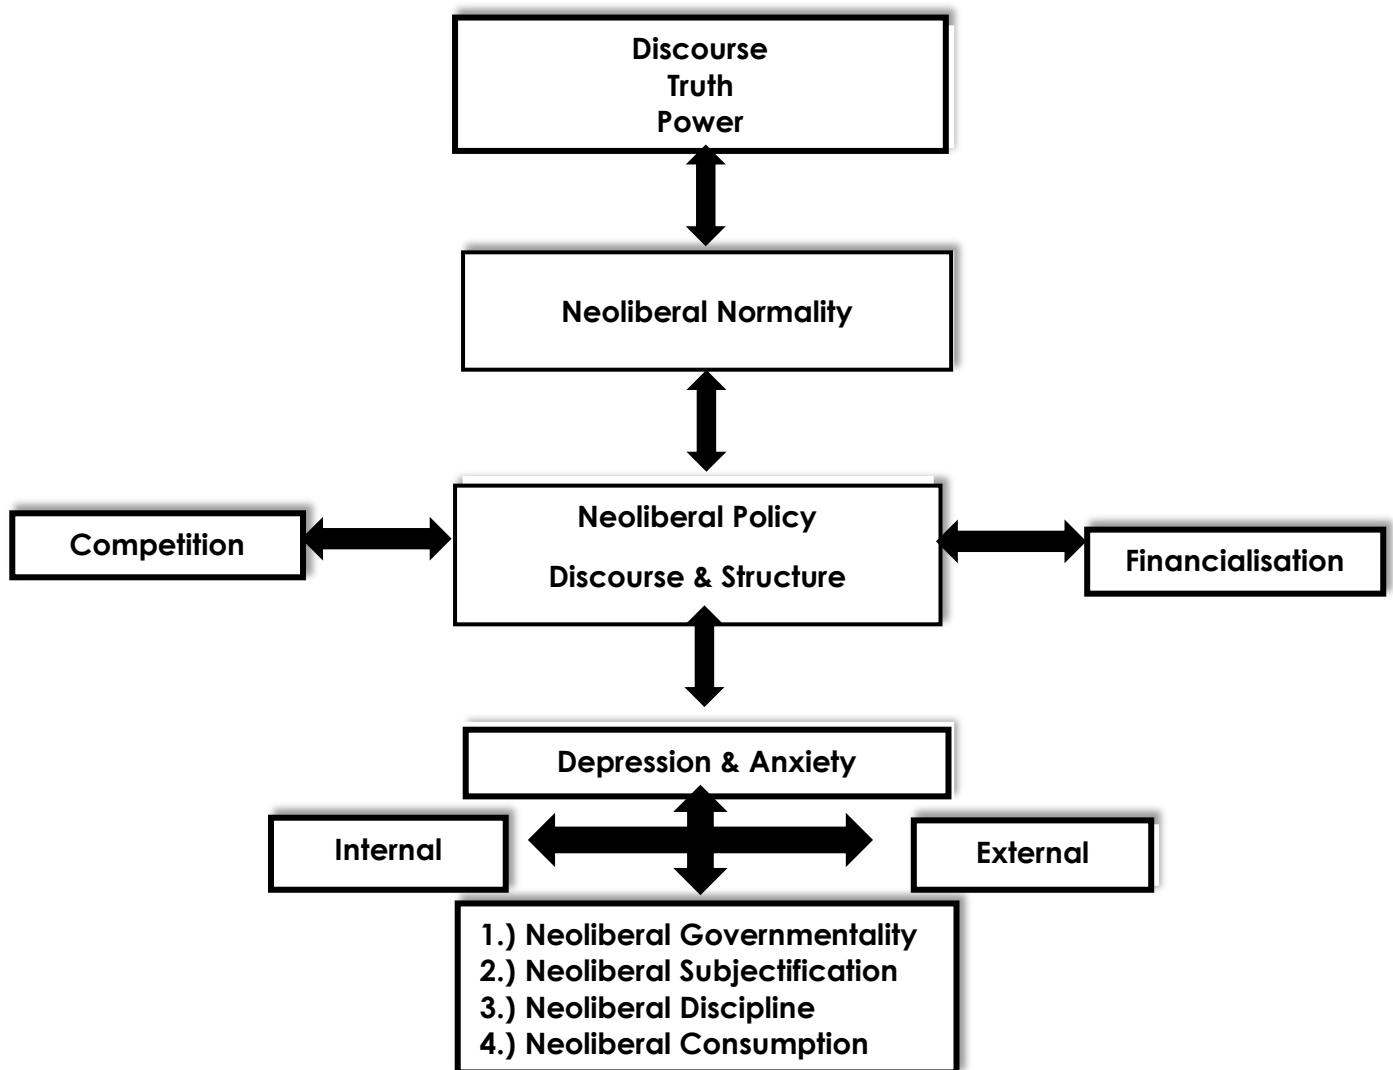 Discourse
Truth
Power
Neoliberal Normality
Neoliberal Policy
Discourse & Structure
Competition
Financialisation
Depression & Anxiety
Internal
External
1.) Neoliberal Governmentality
2.) Neoliberal Subjectification
3.) Neoliberal Discipline
4.) Neoliberal Consumption